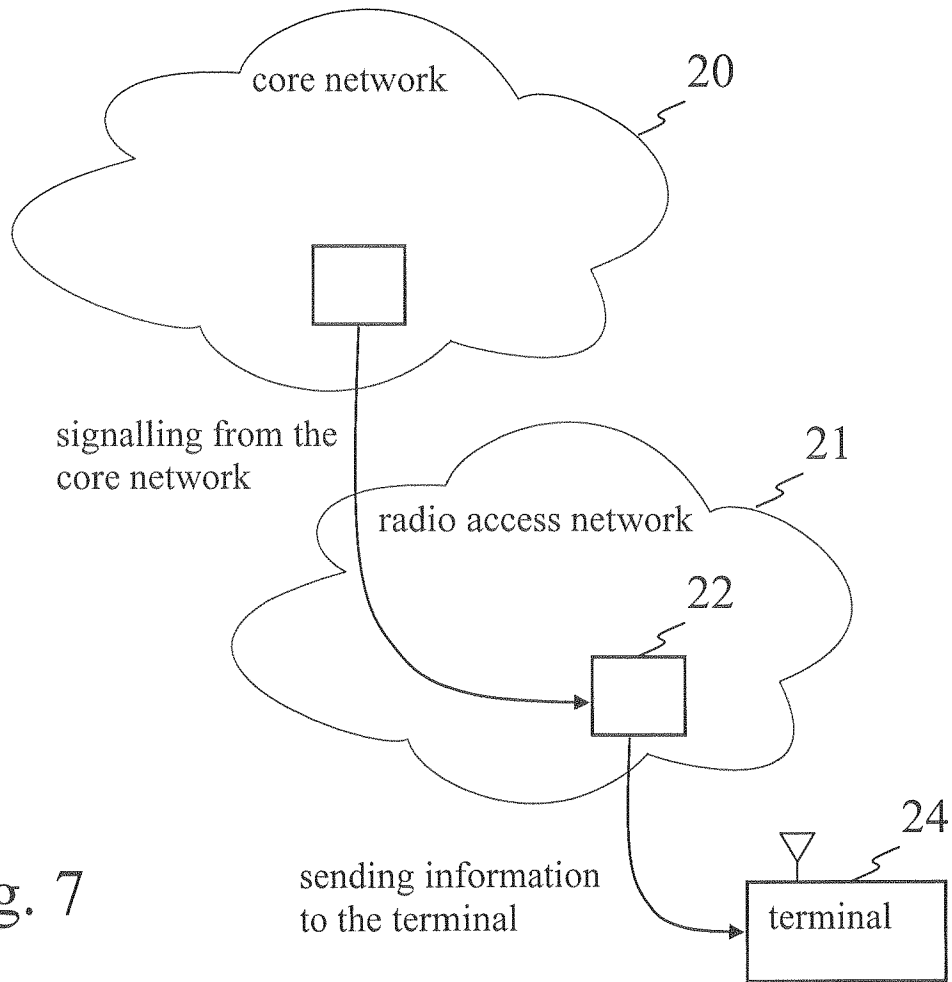 core network
20
signalling from the
core network
21
radio access network
22
24
sending information
to the terminal
terminal
g. 7